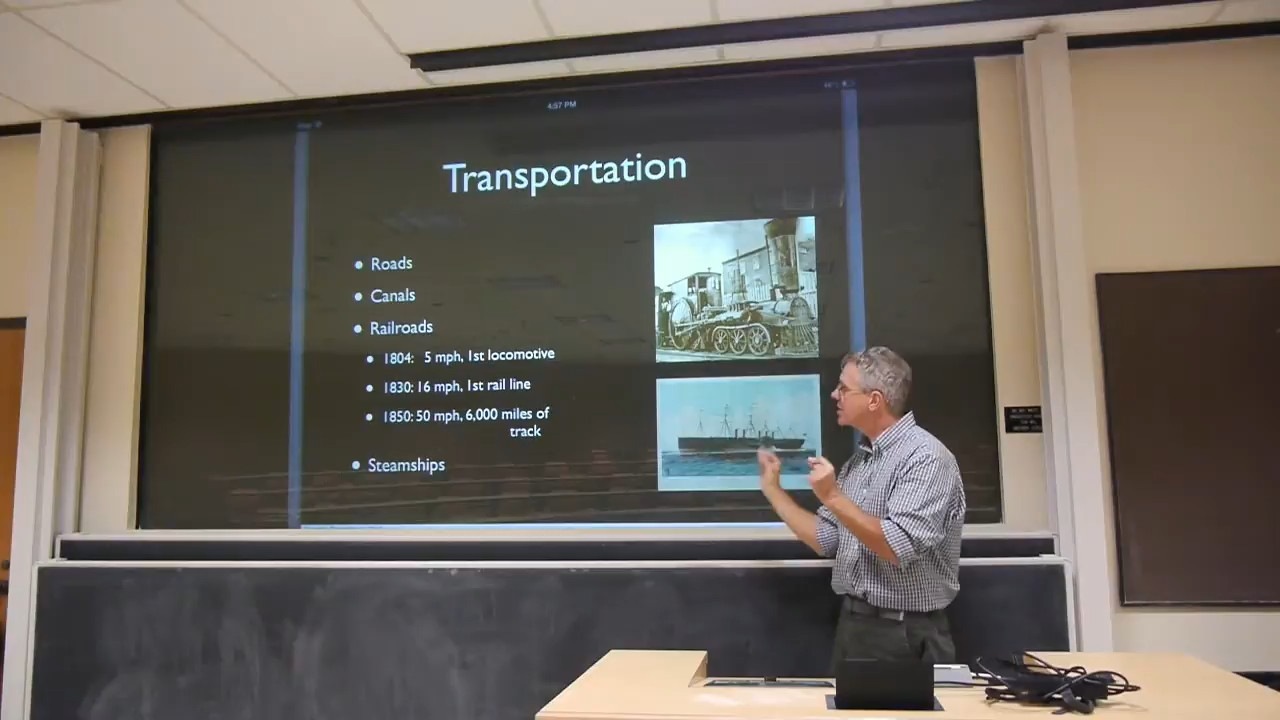 4:97 PM
Transportation
• Roads
• Canals
• Railroads
• 1804: 5 mph, 1st locomotive
• 1830: 16 mph, 1st rail line
• 1850: 50 mph, 6,000 miles of
track
• Steamships